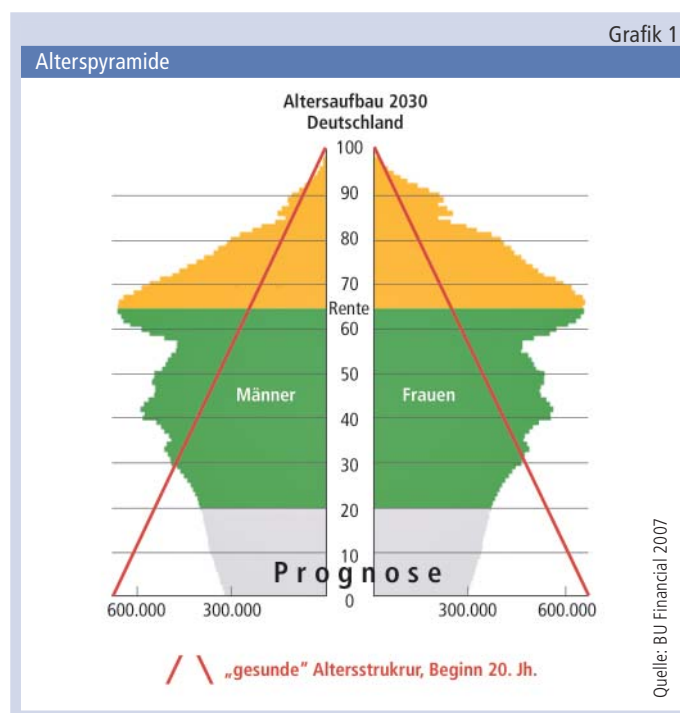 Grafik 1
Alterspyramide
Altersaufbau 2030
Deutschland
100
90
80
70
Rente
60
50
Männer
40
Frauen
30
20
10
Prognose
0
600.000
300.000
300.000
600.000
„gesunde" Altersstrukrur, Beginn 20. Jh.
Quelle: BU Financial 2007